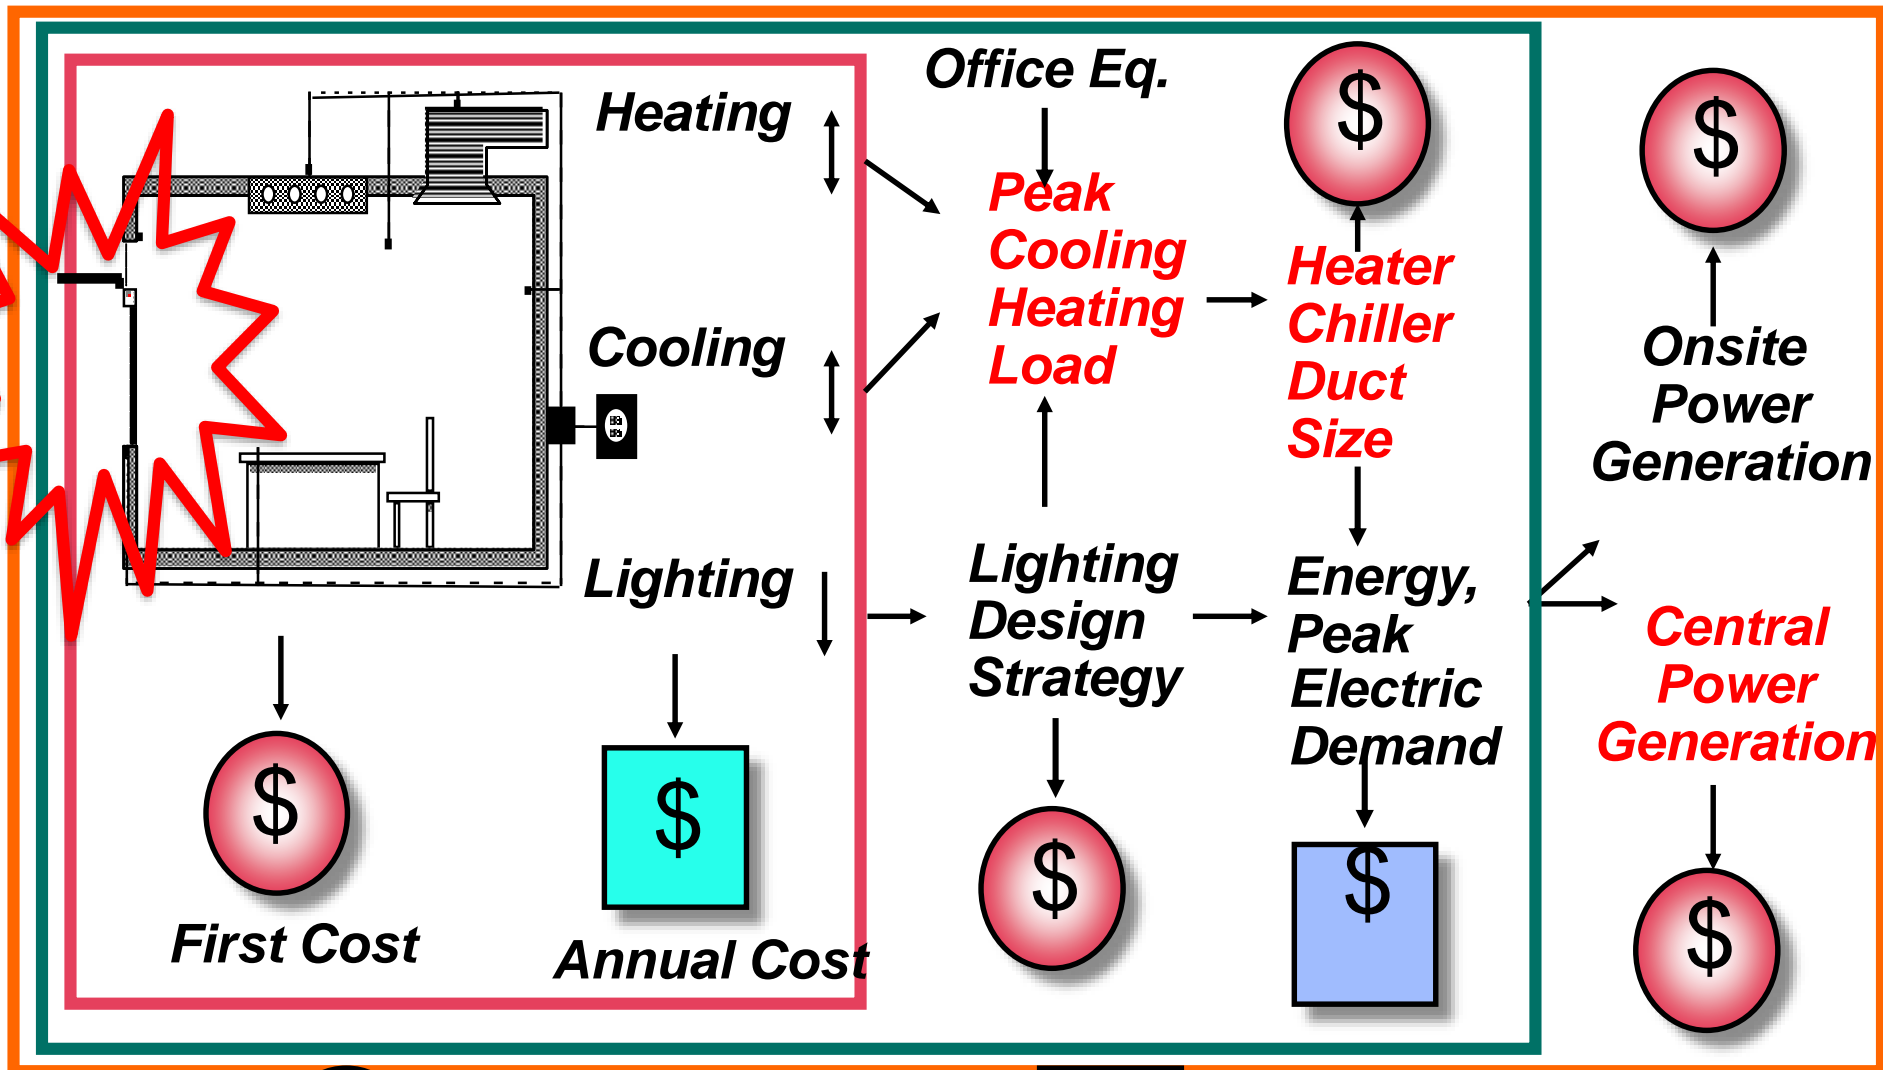 Office Eq.
$
$
Heating
Peak
Cooling
Heating
Load
Heater
Chiller
Duct
Size
Cooling
Onsite
Power
Generation
Lighting
Lighting
Design
Strategy
Energy,
Peak
Electric
Demand
Central
Power
Generation
$
$
$
$
$
First Cost
Annual Cost